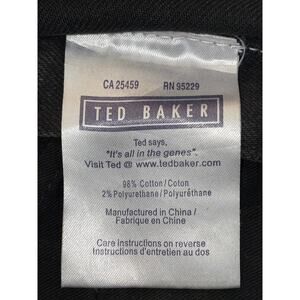 CA 25459 RN 95229
TED BAKER
Ted says,
"It's all in the genes".
Visit Ted @ www.tedbaker.com
98% Cotton/Coton
2% Polyurethane/Polyuréthane
Manufactured in China /
Fabriqué en Chine
Care instructions on reverse
Instructions d'entretien au dos